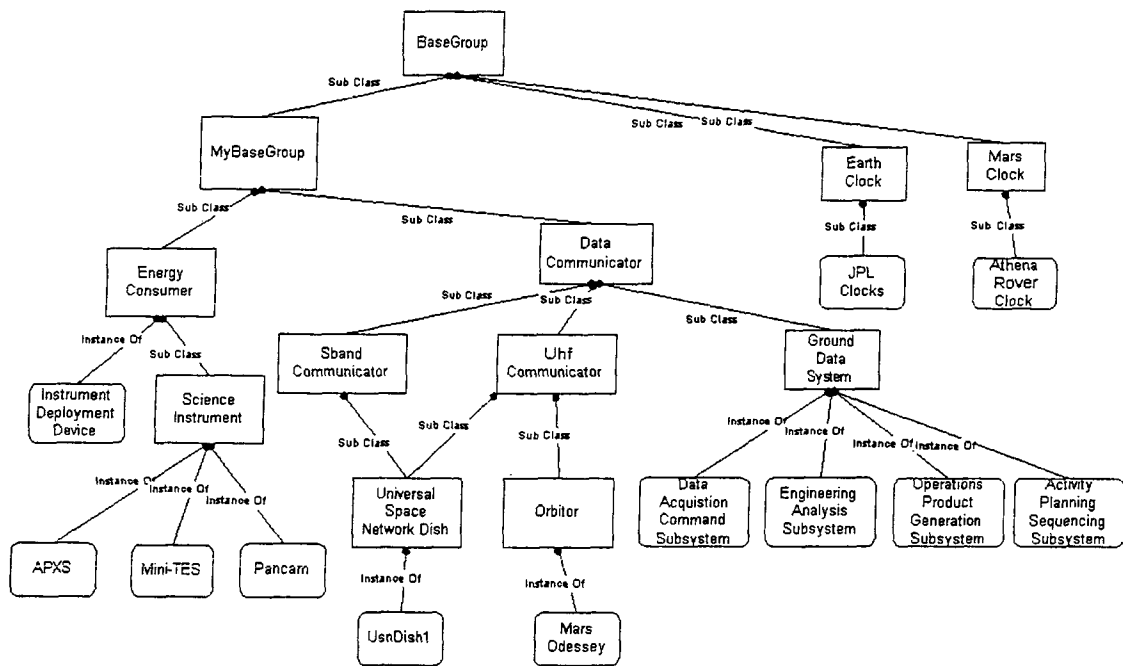 BaseGroup
Sub Class
Sub Class
Sub Class
MyBaseGroup
Earth
Clock
Mars
Clock
Sub Class
Sub Class
Sub Class
Sub Class
Energy
Consumer
Data
Communicator
JPL
Clocks
Athena
Rover
Clock
Sub Class
Sub Class
Sub Class
Instance Of
Sub Class
Sband
Communicator
Uhf
Communicator
Ground
Data
System
Instrument
Deployment
Device
Science
Instrument
Sub Class
Sub Class
Sub Class
Instance Of
Instance Of
Instance Of
Instance Of
Instance Of
Instance Of
Instance Of
Universal
Space
Network Dish
Orbitor
Data
Acquistion
Command
Subsystem
Engineering
Analysis
Subsystem
Operations
Product
Generation
Subsystem
Activity
Planning
Sequencing
Subsystem
APXS
Mini-TES
Pancam
Instance Of
Instance Of
UsnDish1
Mars
Odessey